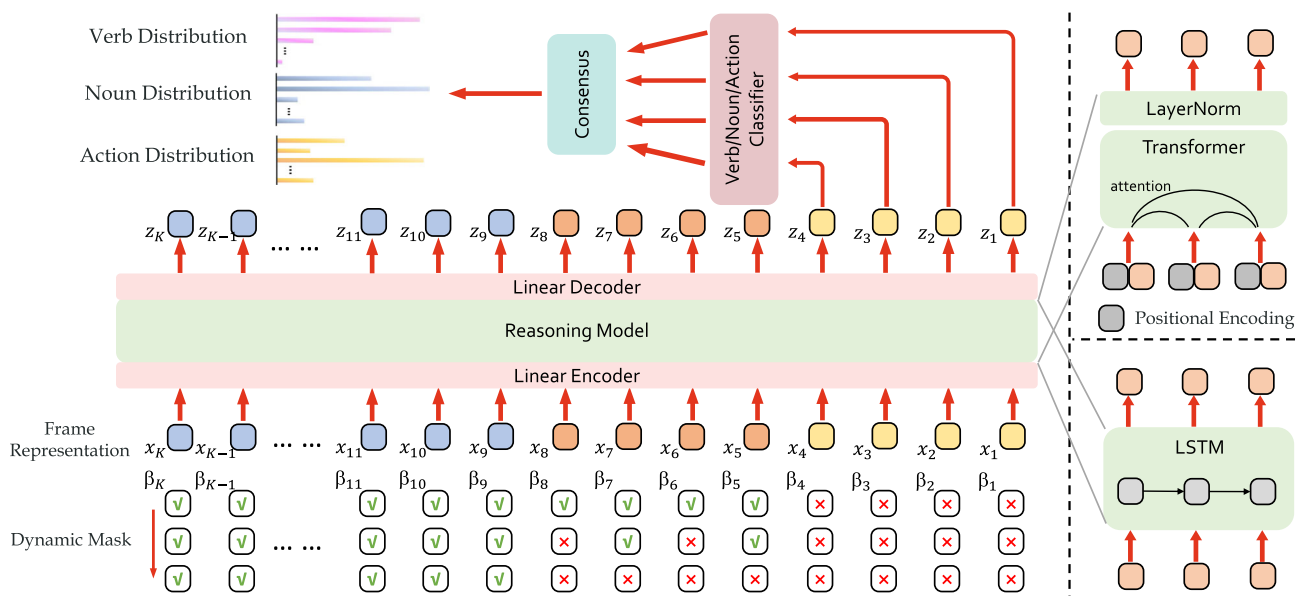 Verb Distribution
...
Noun Distribution
...
Action Distribution
...
Consensus
Verb/Noun/Action
Classifier
z_K z_{K-1} ... ... z_11 z_10 z_9 z_8 z_7 z_6 z_5 z_4 z_3 z_2 z_1
Linear Decoder
Reasoning Model
Linear Encoder
Frame
Representation
x_K x_{K-1} ... ... x_11 x_10 x_9 x_8 x_7 x_6 x_5 x_4 x_3 x_2 x_1
β_K β_{K-1} β_11 β_10 β_9 β_8 β_7 β_6 β_5 β_4 β_3 β_2 β_1
√ √ √ √ √ √ √ √ √ × × × ×
Dynamic Mask
√ √ ... ... √ √ √ × √ × √ × × × ×
√ √ √ √ √ × × × √ × × × ×
LayerNorm
Transformer
attention
Positional Encoding
LSTM